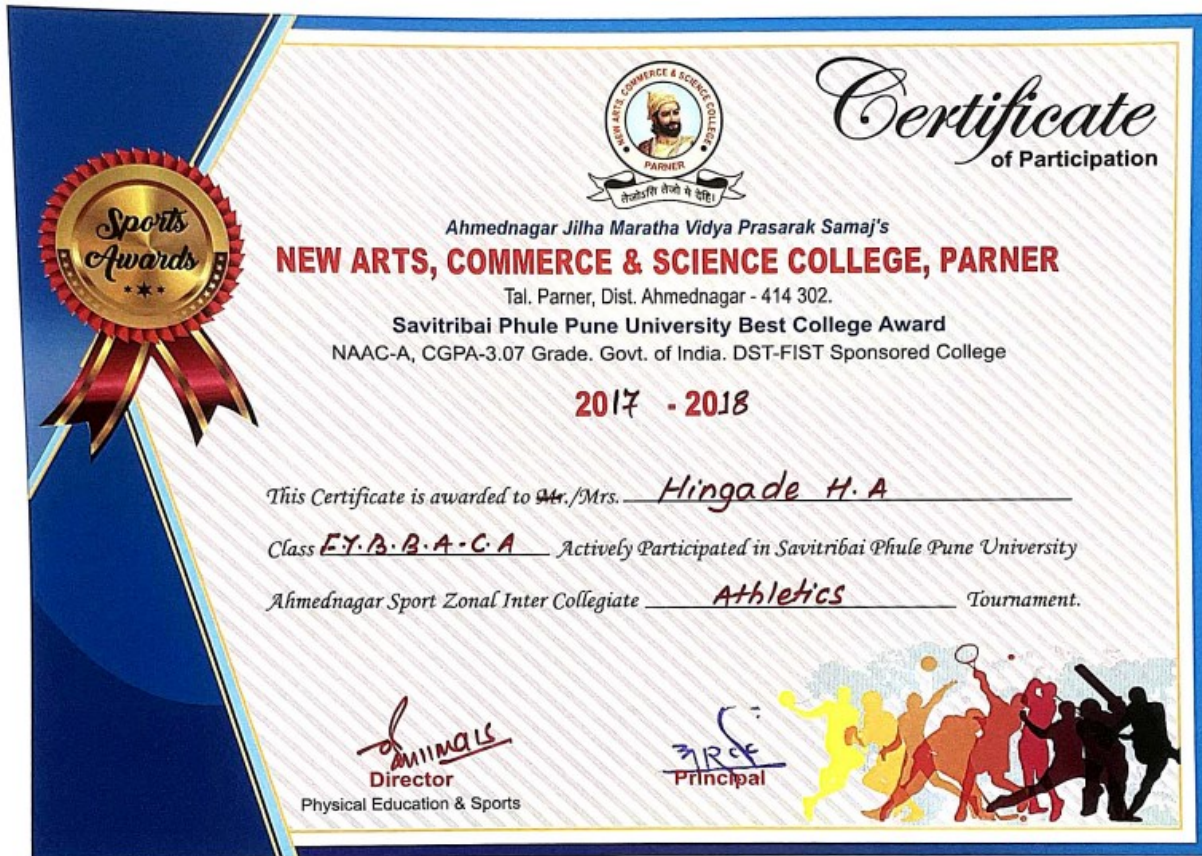 NEW ARTS, COMMERCE & SCIENCE COLLEGE
PARNER
तेजोऽसि तेजो मे देहि।
Certificate
of Participation
Sports
Awards
Ahmednagar Jilha Maratha Vidya Prasarak Samaj's
NEW ARTS, COMMERCE & SCIENCE COLLEGE, PARNER
Tal. Parner, Dist. Ahmednagar - 414 302.
Savitribai Phule Pune University Best College Award
NAAC-A, CGPA-3.07 Grade. Govt. of India. DST-FIST Sponsored College
2017 - 2018
This Certificate is awarded to Mr./Mrs. Hingade H.A
Class F.Y.B.B.A.C.A Actively Participated in Savitribai Phule Pune University
Ahmednagar Sport Zonal Inter Collegiate Athletics Tournament.
Director
Physical Education & Sports
Principal